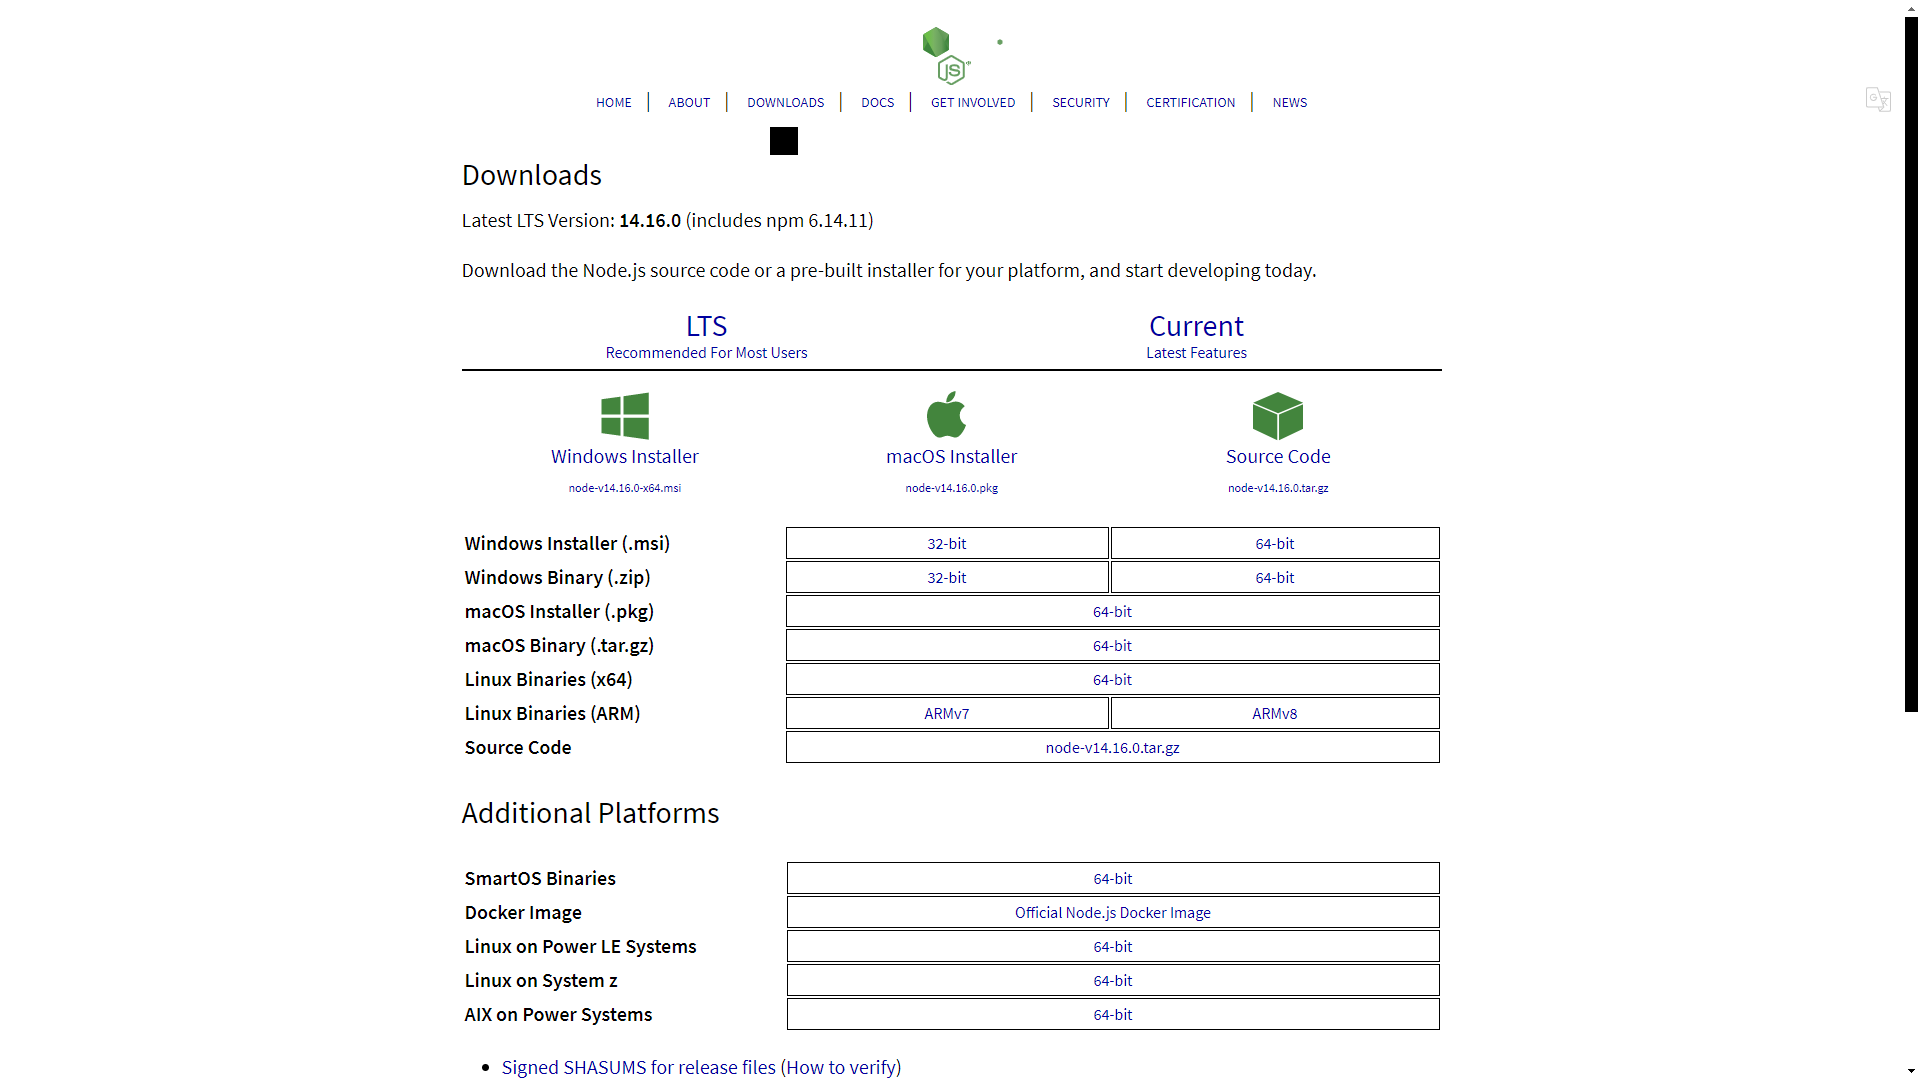 JS
HOME
ABOUT
DOWNLOADS
DOCS
GET INVOLVED
SECURITY
CERTIFICATION
NEWS
Downloads
Latest LTS Version: 14.16.0 (includes npm 6.14.11)
Download the Node.js source code or a pre-built installer for your platform, and start developing today.
LTS
Recommended For Most Users
Current
Latest Features
Windows Installer
node-v14.16.0-x64.msi
macOS Installer
node-v14.16.0.pkg
Source Code
node-v14.16.0.tar.gz
Windows Installer (.msi) 32-bit 64-bit
Windows Binary (.zip) 32-bit 64-bit
macOS Installer (.pkg) 64-bit
macOS Binary (.tar.gz) 64-bit
Linux Binaries (x64) 64-bit
Linux Binaries (ARM) ARMv7 ARMv8
Source Code node-v14.16.0.tar.gz
Additional Platforms
SmartOS Binaries 64-bit
Docker Image Official Node.js Docker Image
Linux on Power LE Systems 64-bit
Linux on System z 64-bit
AIX on Power Systems 64-bit
Signed SHASUMS for release files (How to verify)